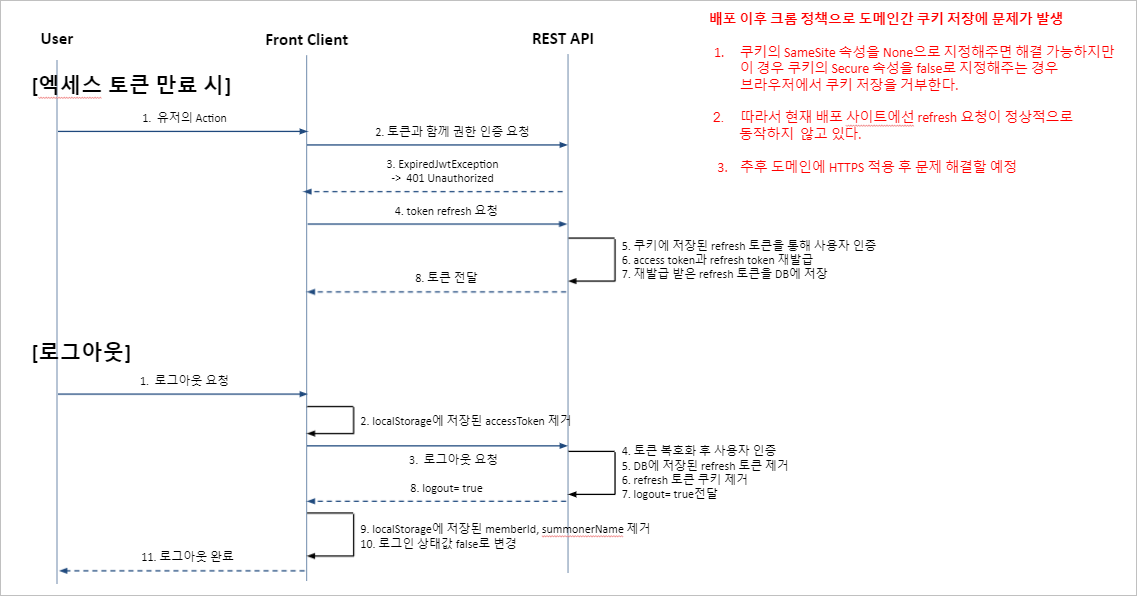 User
Front Client
REST API
[엑세스 토큰 만료 시]
1. 유저의 Action
2. 토큰과 함께 권한 인증 요청
3. ExpiredJwtException
-> 401 Unauthorized
4. token refresh 요청
5. 쿠키에 저장된 refresh 토큰을 통해 사용자 인증
6. access token과 refresh token 재발급
7. 재발급 받은 refresh 토큰을 DB에 저장
8. 토큰 전달
배포 이후 크롬 정책으로 도메인간 쿠키 저장에 문제가 발생
1. 쿠키의 SameSite 속성을 None으로 지정해주면 해결 가능하지만
이 경우 쿠키의 Secure 속성을 false로 지정해주는 경우
브라우저에서 쿠키 저장을 거부한다.
2. 따라서 현재 배포 사이트에선 refresh 요청이 정상적으로
동작하지 않고 있다.
3. 추후 도메인에 HTTPS 적용 후 문제 해결할 예정
[로그아웃]
1. 로그아웃 요청
2. localStorage에 저장된 accessToken 제거
3. 로그아웃 요청
4. 토큰 복호화 후 사용자 인증
5. DB에 저장된 refresh 토큰 제거
6. refresh 토큰 쿠키 제거
7. logout= true전달
8. logout= true
9. localStorage에 저장된 memberId, summonerName 제거
10. 로그인 상태값 false로 변경
11. 로그아웃 완료